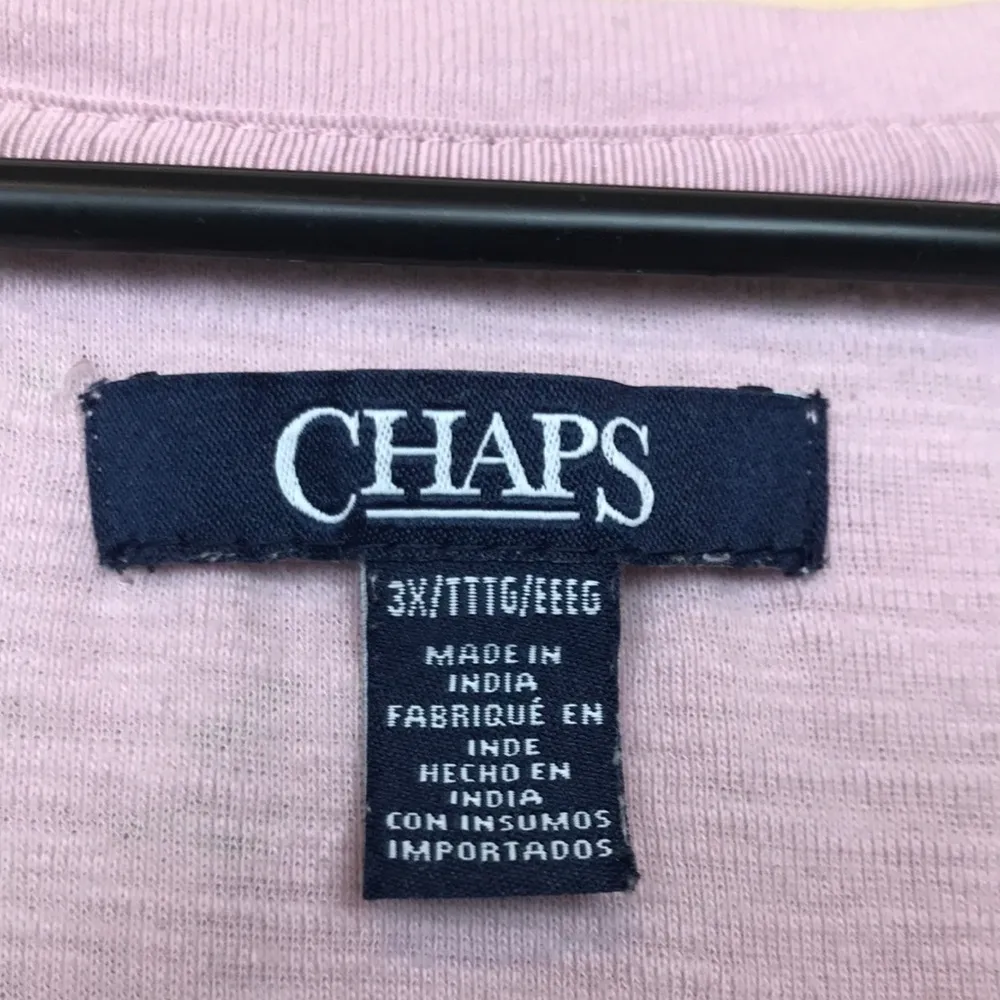 CHAPS
3X/TTTG/EEEG
MADE IN
INDIA
FABRIQUÉ EN
INDE
HECHO EN
INDIA
CON INSUMOS
IMPORTADOS